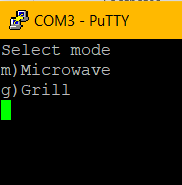 COM3 - PuTTY
Select mode
m)Microwave
g)Grill